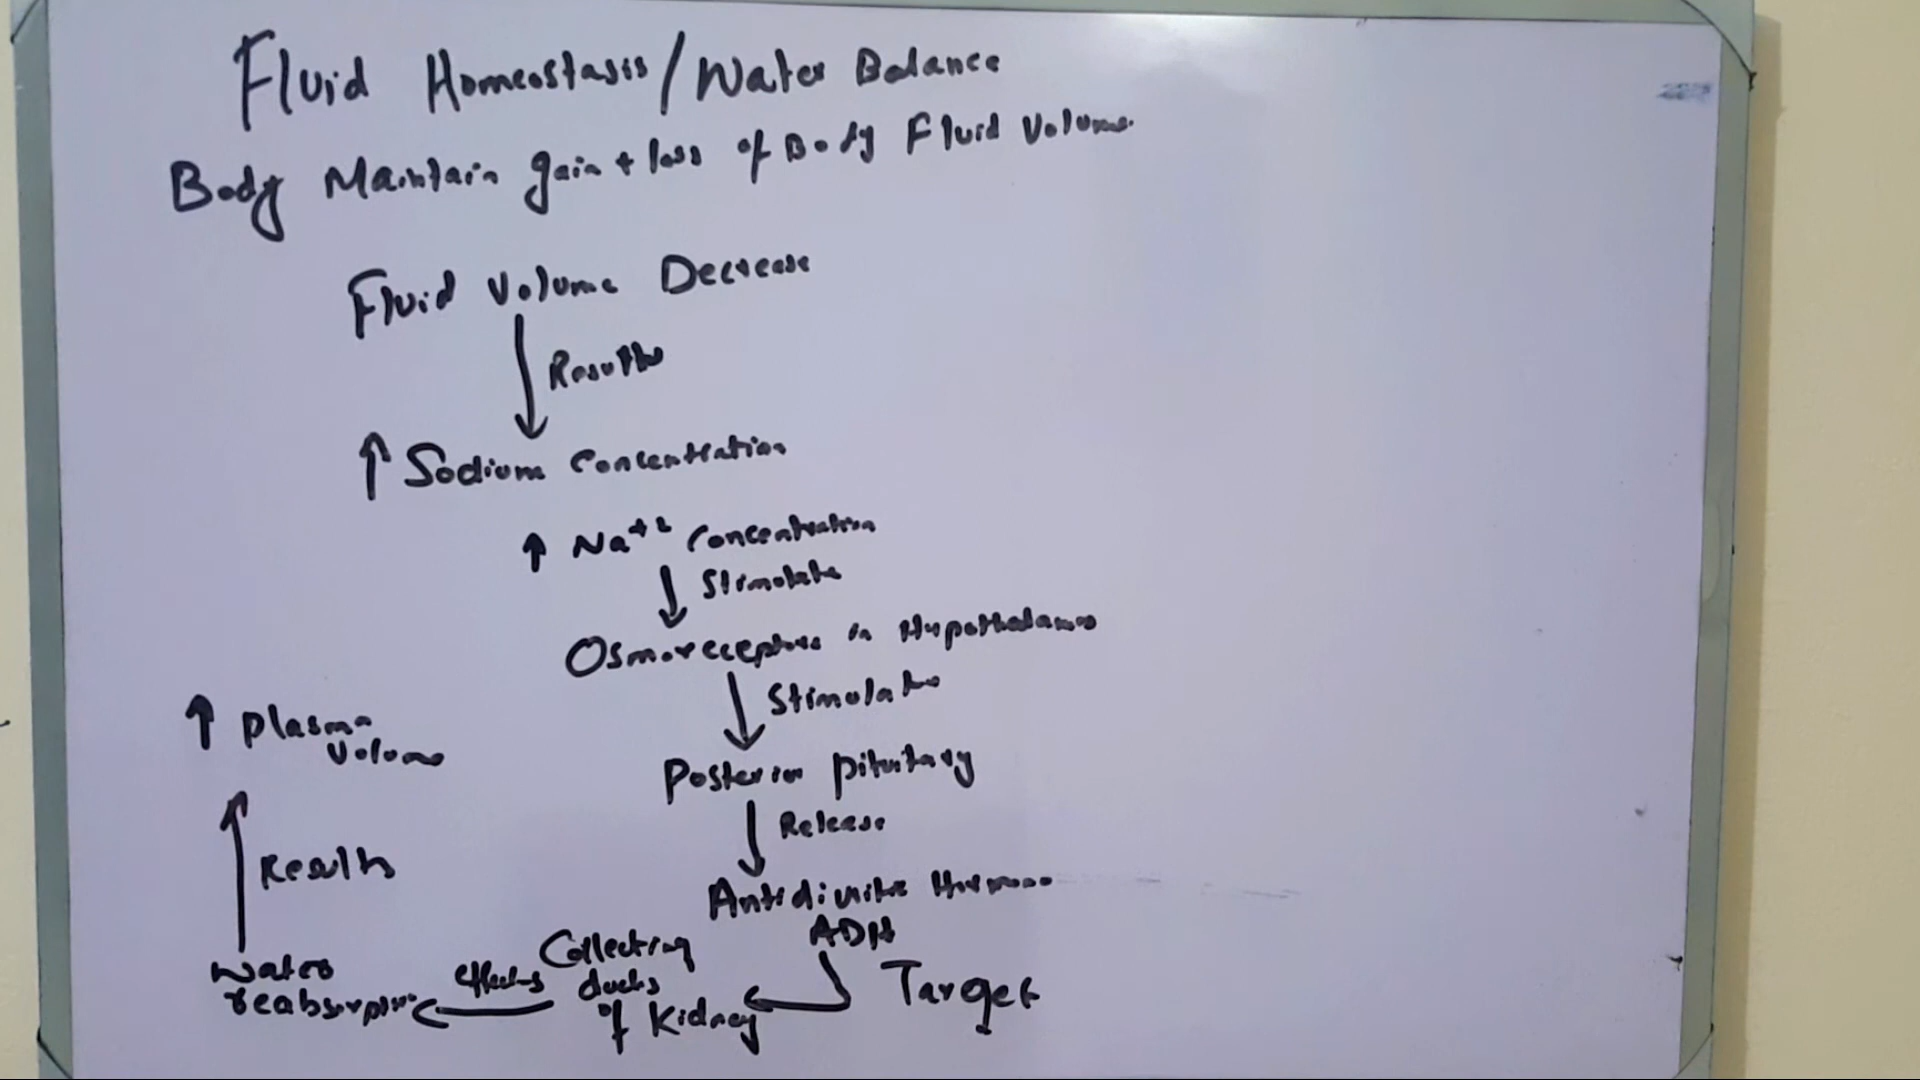 Fluid Homeostasis/Water Balance
Body Maintain gain + loss of Body Fluid Volume.
Fluid Volume Decrease
Results
↑ Sodium Concentration
↑ Na⁺² Concentration
Stimulate
Osmoreceptors in Hypothalamus
Stimulate
Posterior pituitary
Release
Antidiuitic Hormone
ADH
Target
Collecting
ducts
of Kidney
effects
Water
reabsorption
Results
↑ plasma
volume